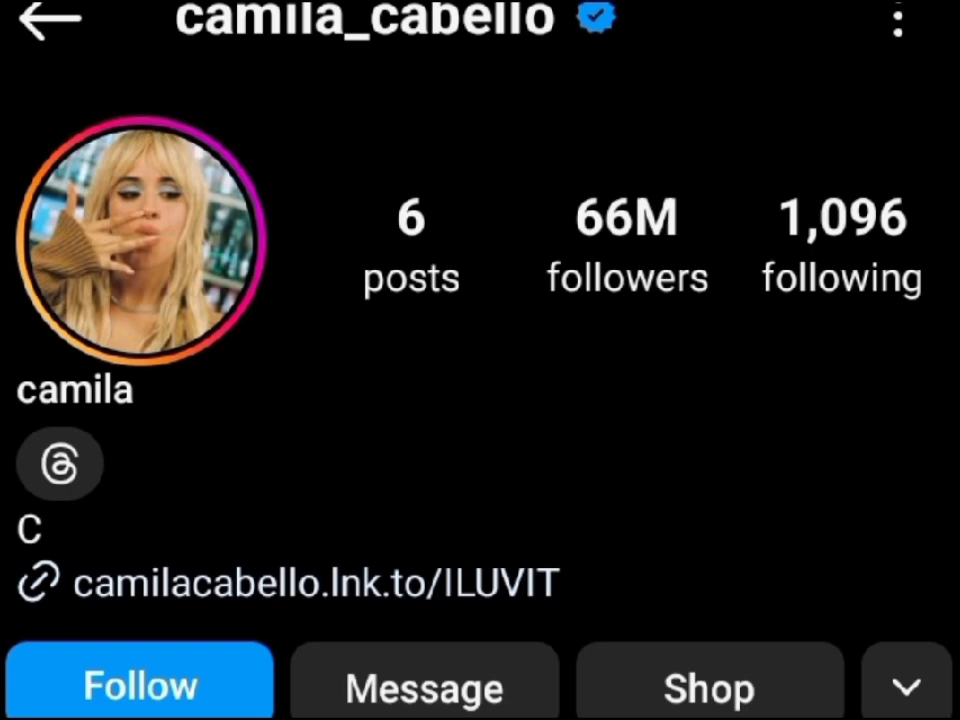 camila_cabello
6 66M 1,096
posts followers following
camila
C
camilacabello.lnk.to/ILUVIT
Follow Message Shop